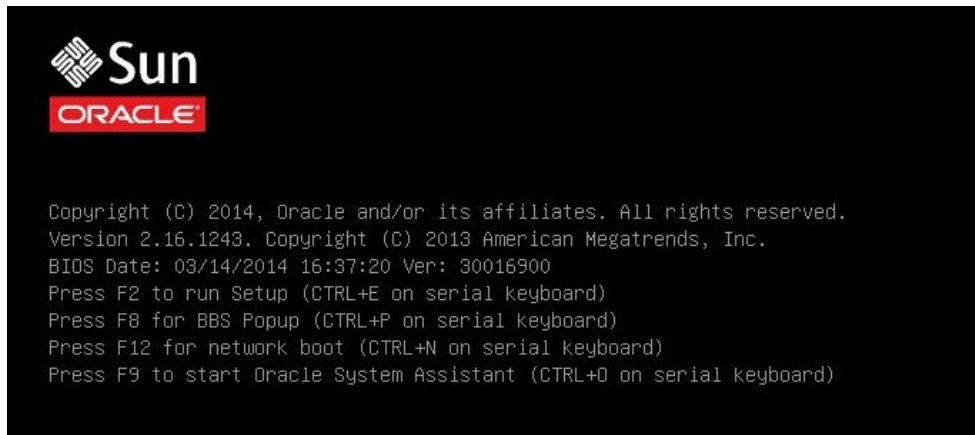 Sun
ORACLE
Copyright (C) 2014, Oracle and/or its affiliates. All rights reserved.
Version 2.16.1243. Copyright (C) 2013 American Megatrends, Inc.
BIOS Date: 03/14/2014 16:37:20 Ver: 30016900
Press F2 to run Setup (CTRL+E on serial keyboard)
Press F8 for BBS Popup (CTRL+P on serial keyboard)
Press F12 for network boot (CTRL+N on serial keyboard)
Press F9 to start Oracle System Assistant (CTRL+O on serial keyboard)